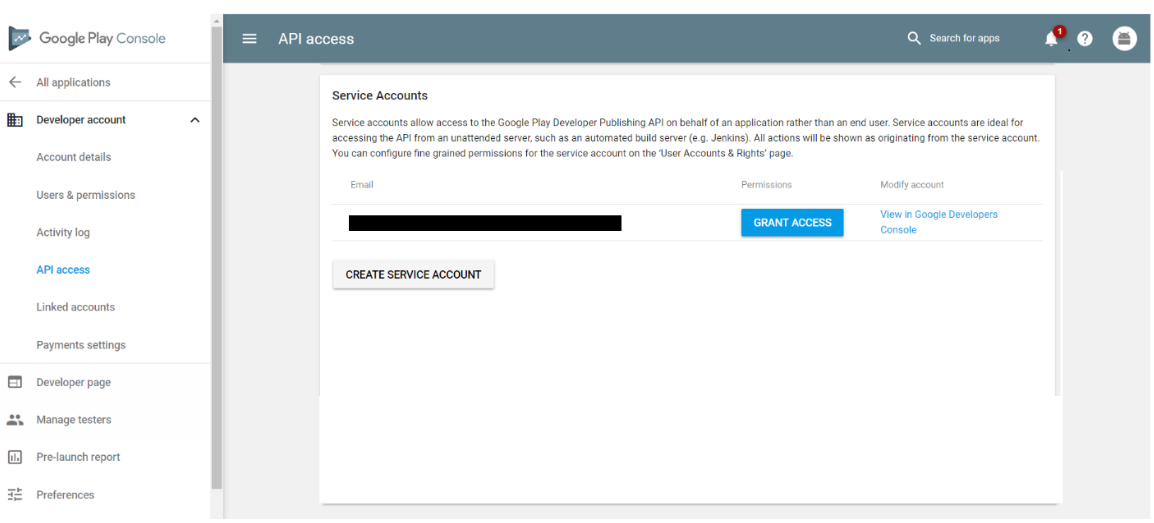 Google Play Console
API access
Search for apps
1
All applications
Developer account
Account details
Users & permissions
Activity log
API access
Linked accounts
Payments settings
Developer page
Manage testers
Pre-launch report
Preferences
Service Accounts
Service accounts allow access to the Google Play Developer Publishing API on behalf of an application rather than an end user. Service accounts are ideal for
accessing the API from an unattended server, such as an automated build server (e.g. Jenkins). All actions will be shown as originating from the service account.
You can configure fine grained permissions for the service account on the 'User Accounts & Rights' page.
Email
Permissions
Modify account
GRANT ACCESS
View in Google Developers
Console
CREATE SERVICE ACCOUNT